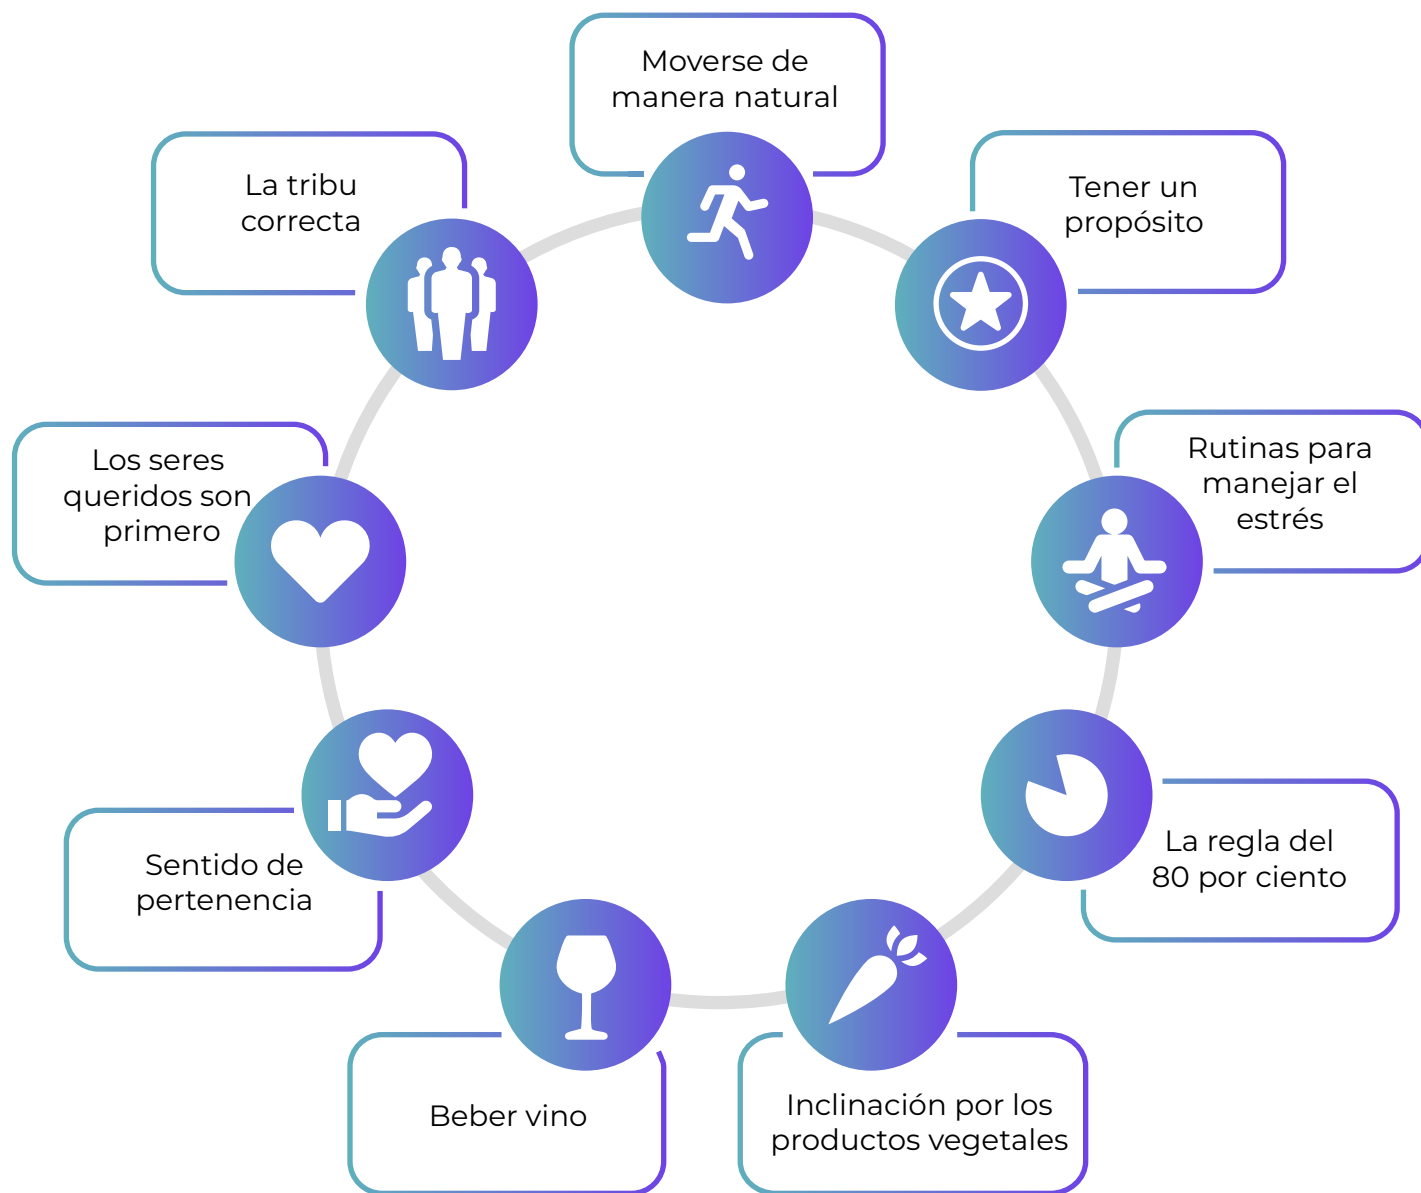 Moverse de
manera natural
Tener un
propósito
Rutinas para
manejar el
estrés
La regla del
80 por ciento
Inclinación por los
productos vegetales
Beber vino
Sentido de
pertenencia
Los seres
queridos son
primero
La tribu
correcta